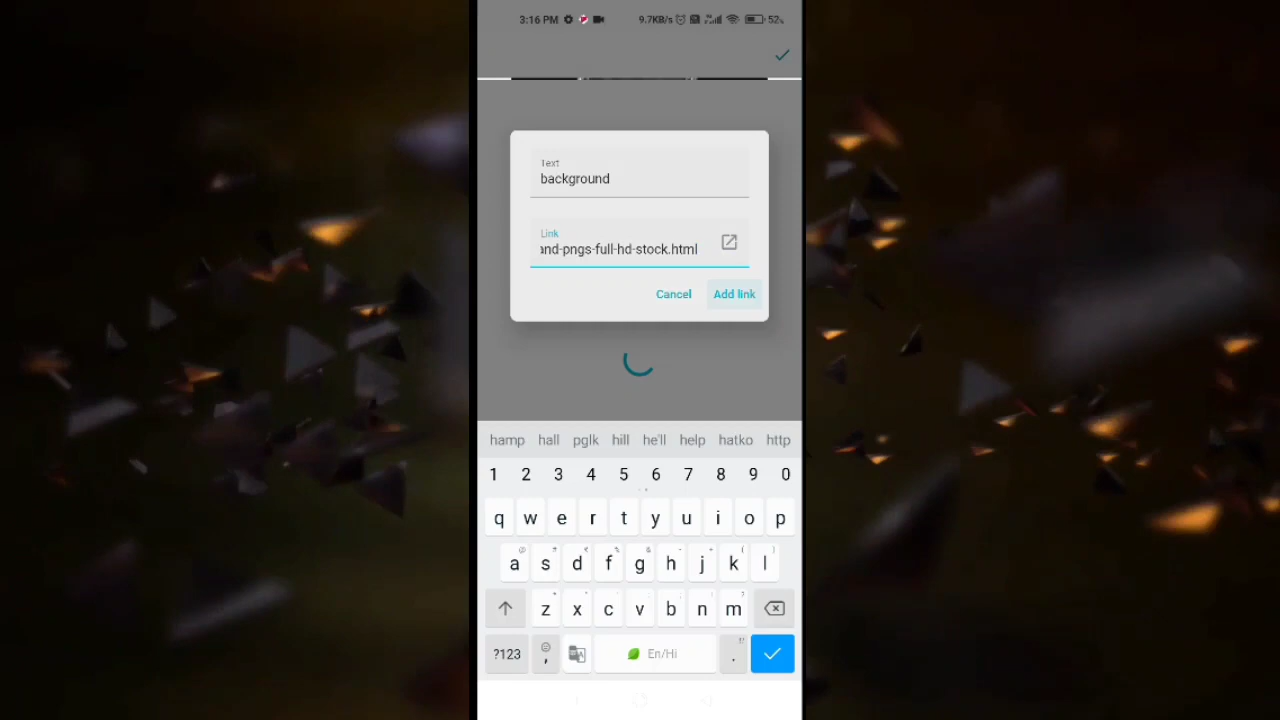 3:16 PM 9.7KB/s 52%
Text
background
Link
and-pngs-full-hd-stock.html
Cancel Add link
hamp hall pglk hill he'll help hatko http
1 2 3 4 5 6 7 8 9 0
q w e r t y u i o p
a s d f g h j k l
z x c v b n m
?123 , En/Hi .